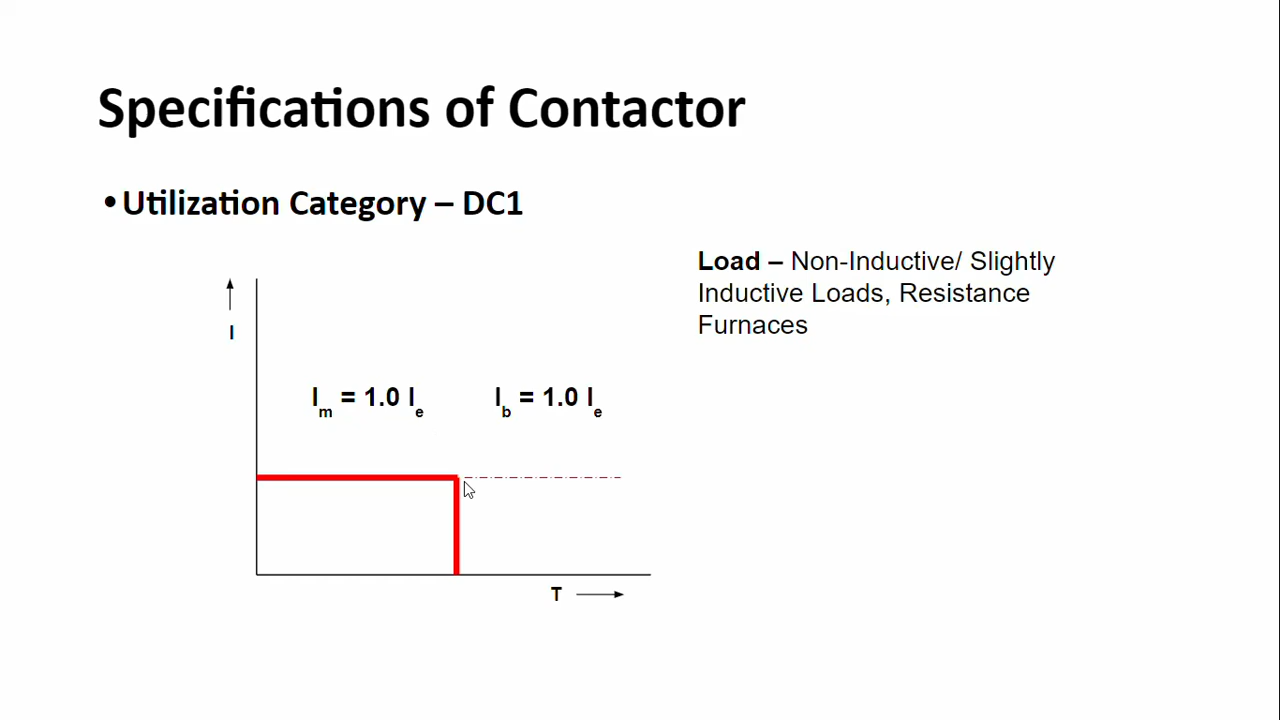 Specifications of Contactor
• Utilization Category – DC1
Load – Non-Inductive/ Slightly
Inductive Loads, Resistance
Furnaces
I
Im = 1.0 Ie Ib = 1.0 Ie
T